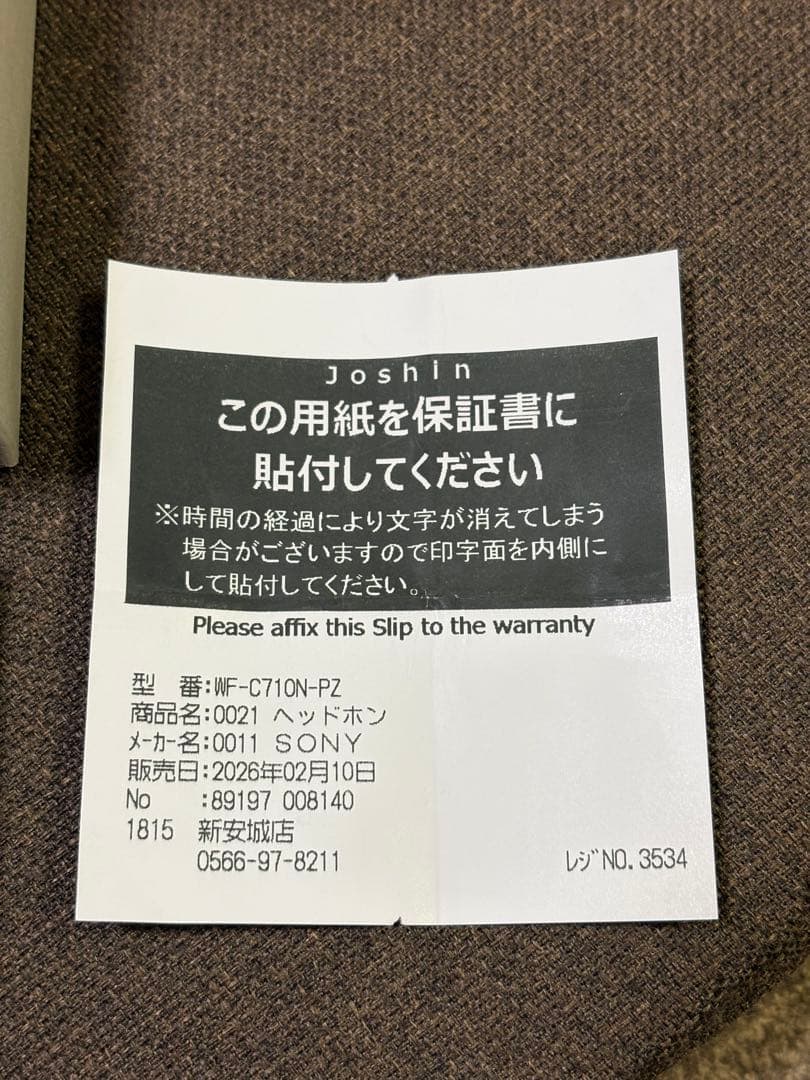 Joshin
この用紙を保証書に
貼付してください
※時間の経過により文字が消えてしまう
場合がございますので印字面を内側に
して貼付してください。
Please affix this Slip to the warranty
型　番:WF-C710N-PZ
商品名:0021 ヘッドホン
ﾒｰｶｰ名:0011 ＳＯＮＹ
販売日:2026年02月10日
No　　:89197 008140
1815　新安城店
0566-97-8211
ﾚｼﾞNO.3534